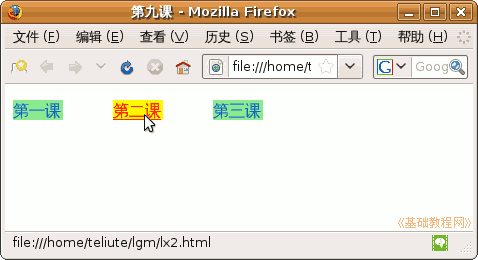 第九课 - Mozilla Firefox
文件 (F) 编辑 (E) 查看 (V) 历史 (S) 书签 (B) 工具 (T) 帮助 (H)
file:///home/t G Goog
第一课 第二课 第三课
《基础教程网》
file:///home/teliute/lgm/lx2.html